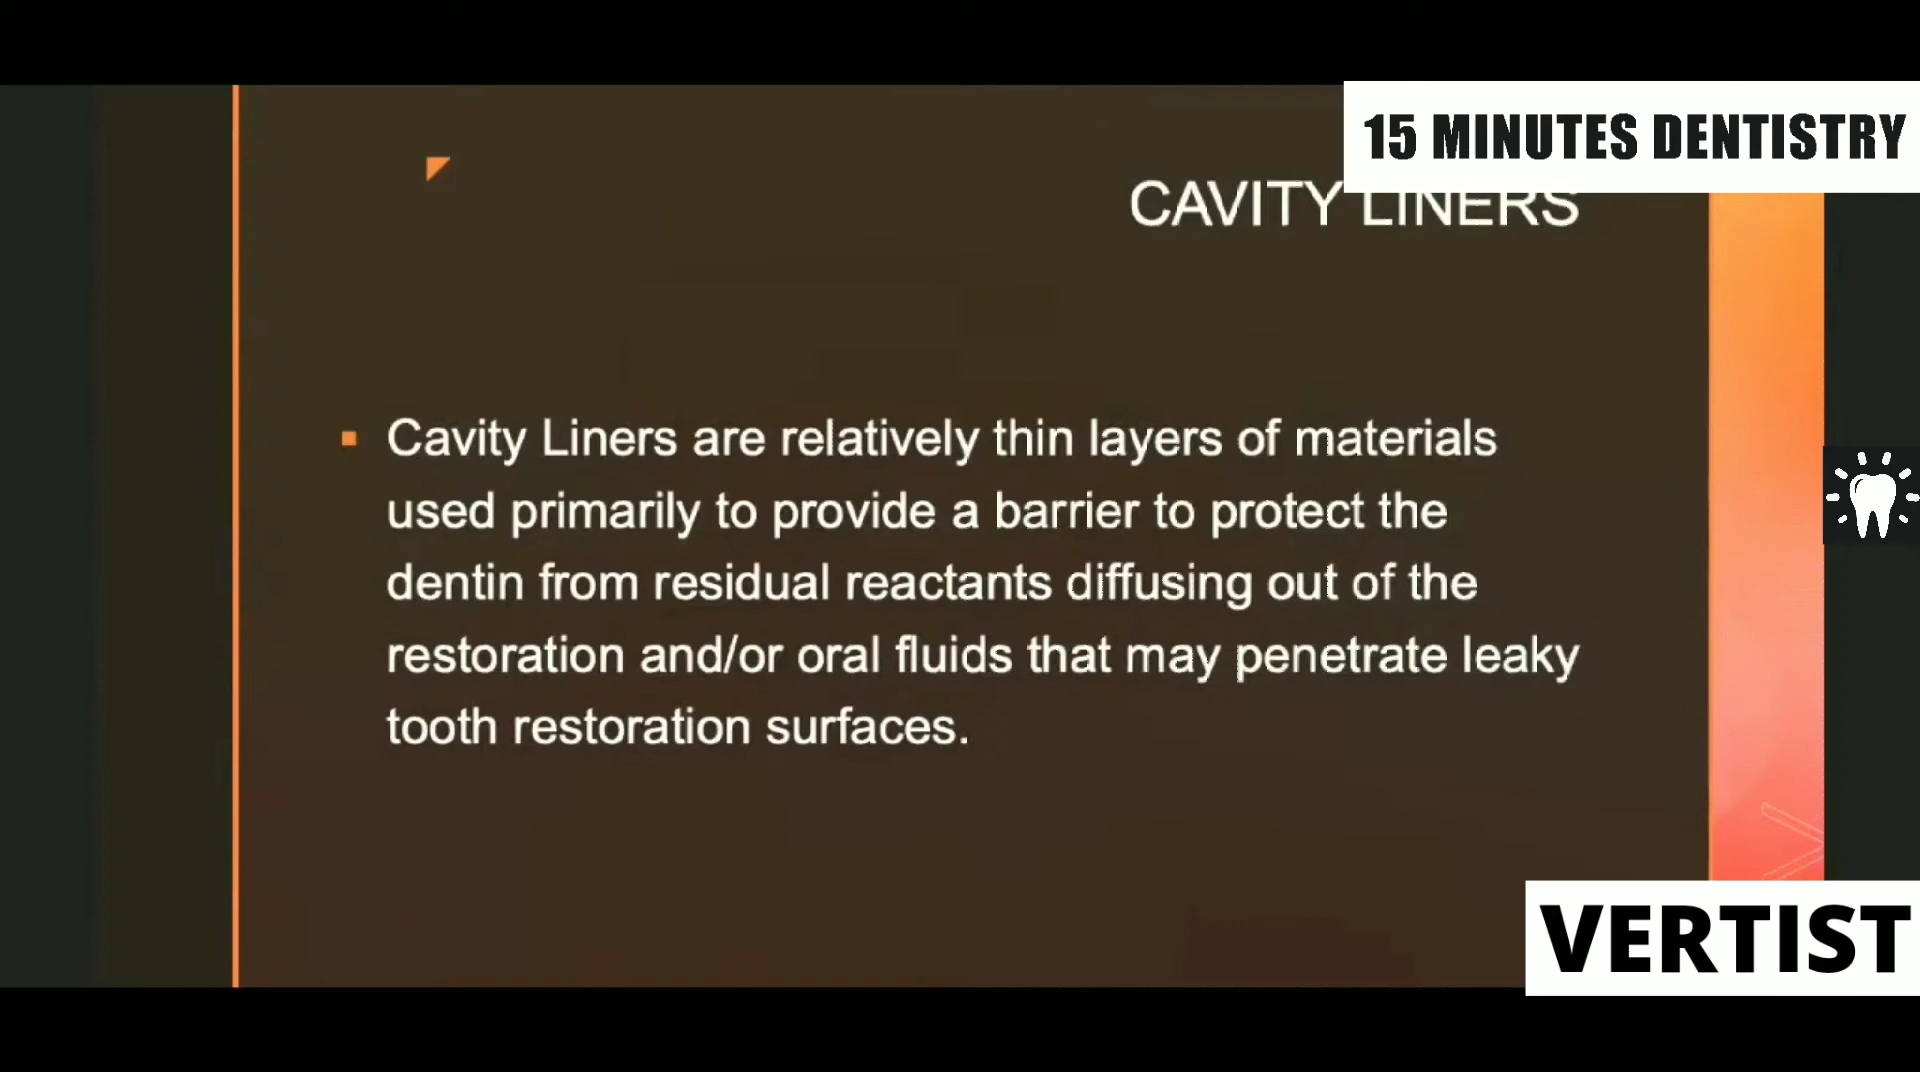 15 MINUTES DENTISTRY
CAVITY LINERS
Cavity Liners are relatively thin layers of materials
used primarily to provide a barrier to protect the
dentin from residual reactants diffusing out of the
restoration and/or oral fluids that may penetrate leaky
tooth restoration surfaces.
VERTIST